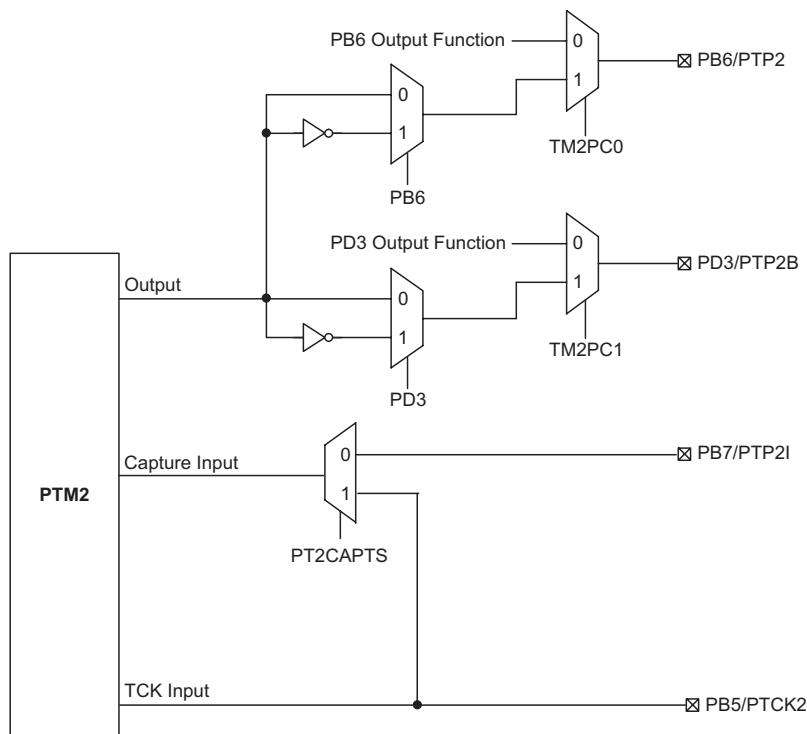 PB6 Output Function
0
PB6/PTP2
1
0
1
TM2PC0
PB6
PD3 Output Function
0
PD3/PTP2B
Output
1
0
1
TM2PC1
PD3
Capture Input
0
PB7/PTP2I
PTM2
1
PT2CAPTS
TCK Input
PB5/PTCK2